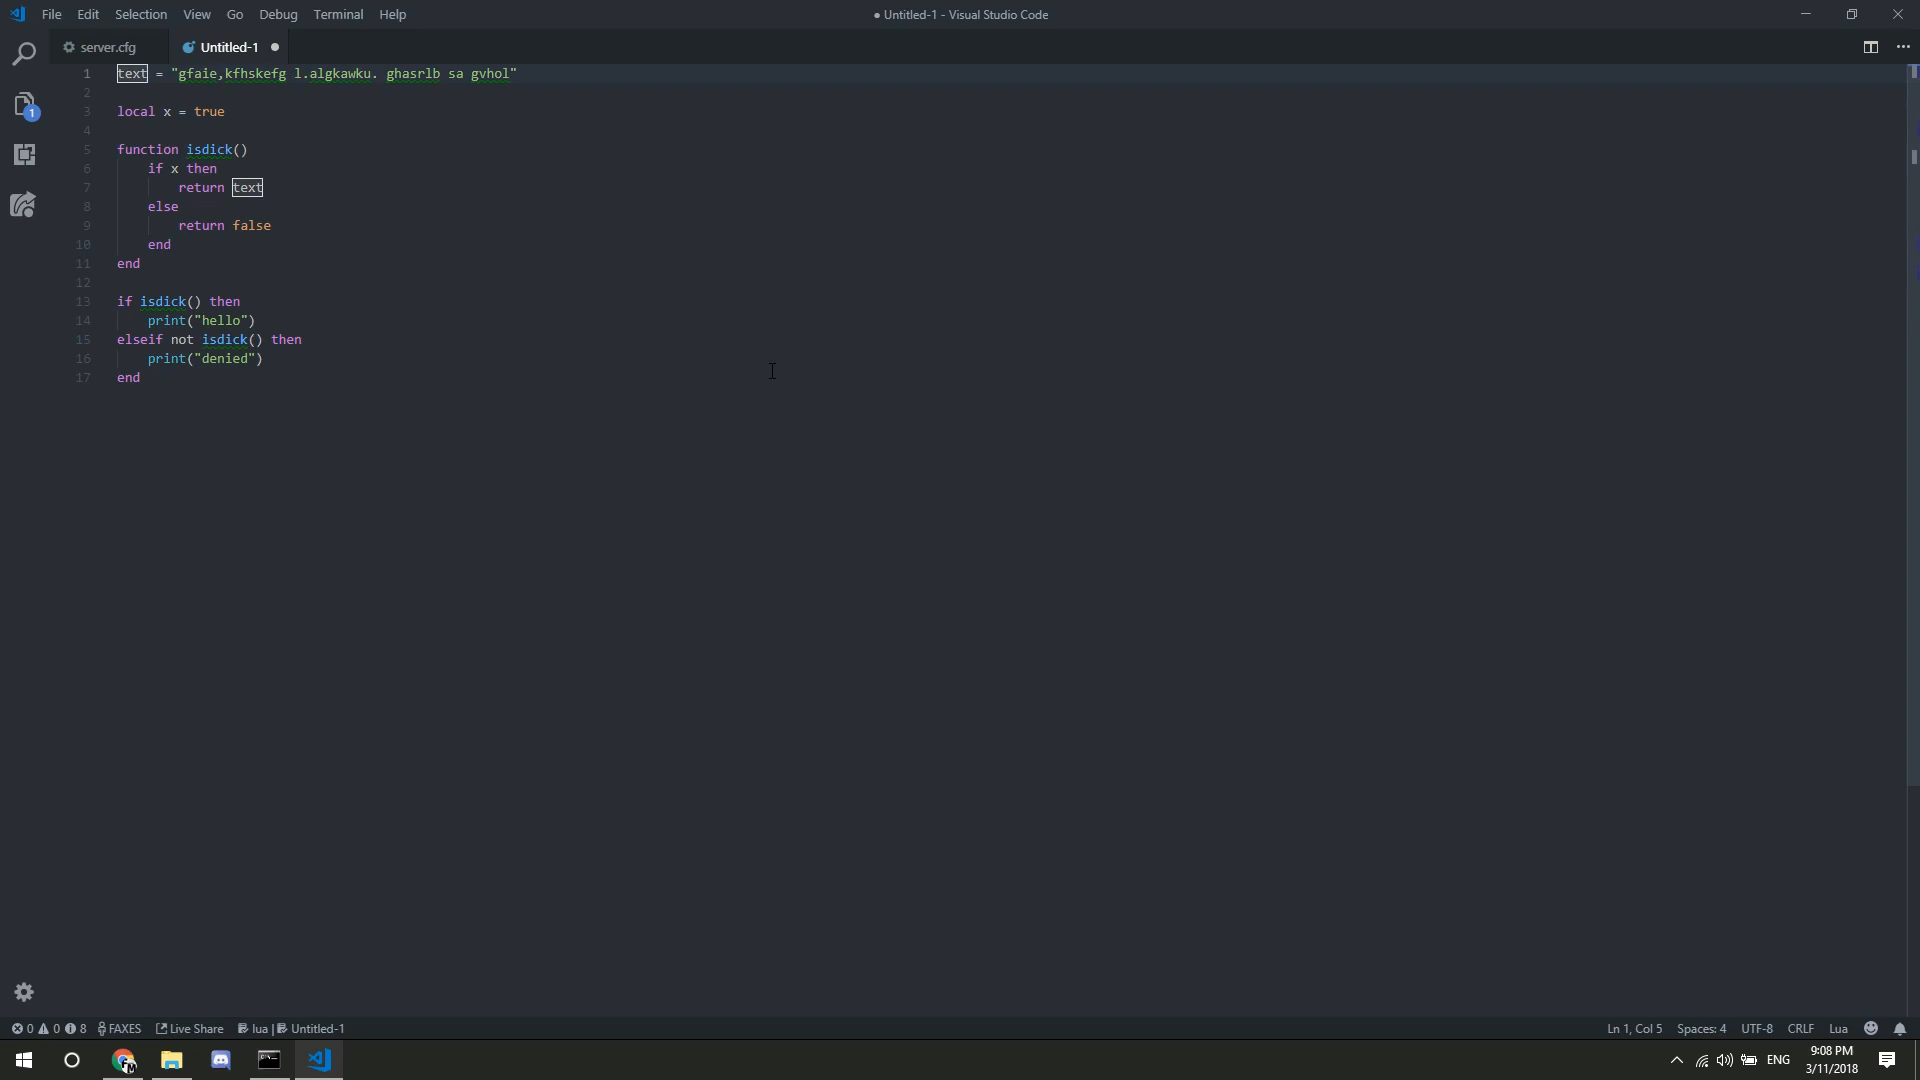 File Edit Selection View Go Debug Terminal Help
● Untitled-1 - Visual Studio Code
server.cfg
Untitled-1 ●
1 text = "gfaie,kfhskefg l.algkawku. ghasrlb sa gvhol"
2
3 local x = true
4
5 function isdick()
6 if x then
7 return text
8 else
9 return false
10 end
11 end
12
13 if isdick() then
14 print("hello")
15 elseif not isdick() then
16 print("denied")
17 end
1
0 0 8 FAXES Live Share lua | Untitled-1
Ln 1, Col 5 Spaces: 4 UTF-8 CRLF Lua
ENG
9:08 PM
3/11/2018